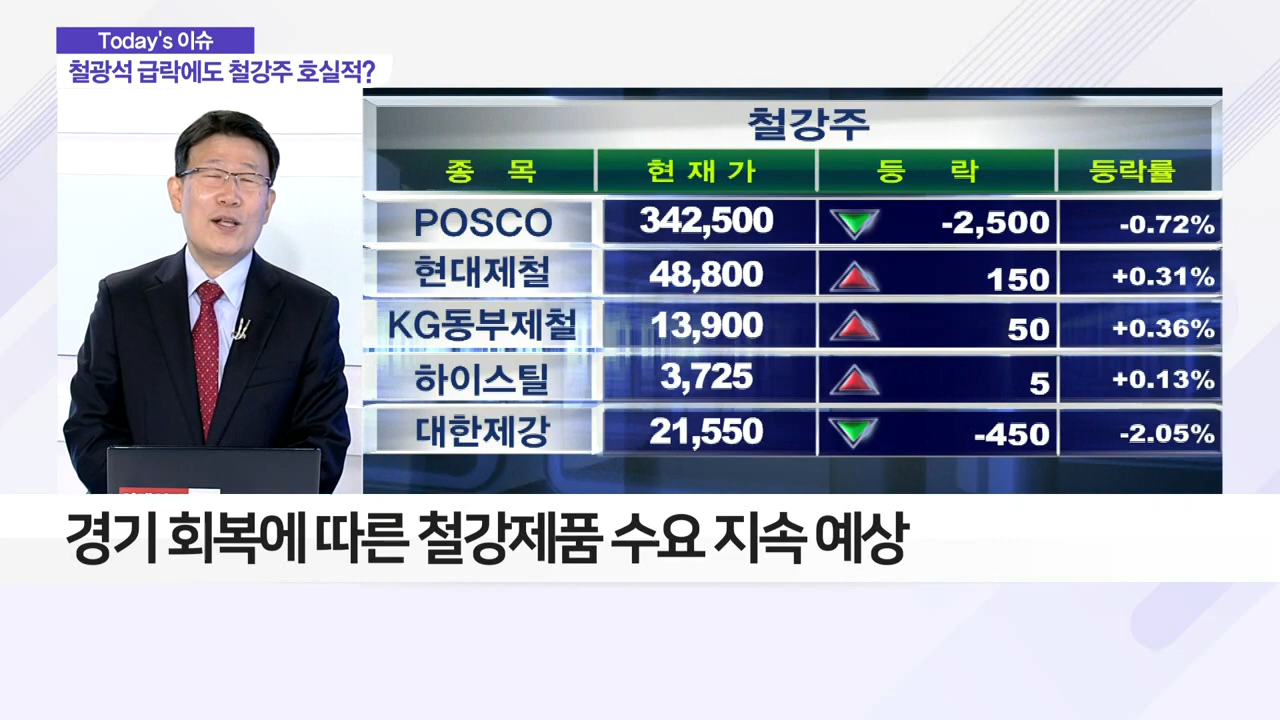 Today's 이슈
철광석 급락에도 철강주 호실적?
철강주
종 목 현 재 가 등 락 등락률
POSCO 342,500 -2,500 -0.72%
현대제철 48,800 150 +0.31%
KG동부제철 13,900 50 +0.36%
하이스틸 3,725 5 +0.13%
대한제강 21,550 -450 -2.05%
경기 회복에 따른 철강제품 수요 지속 예상